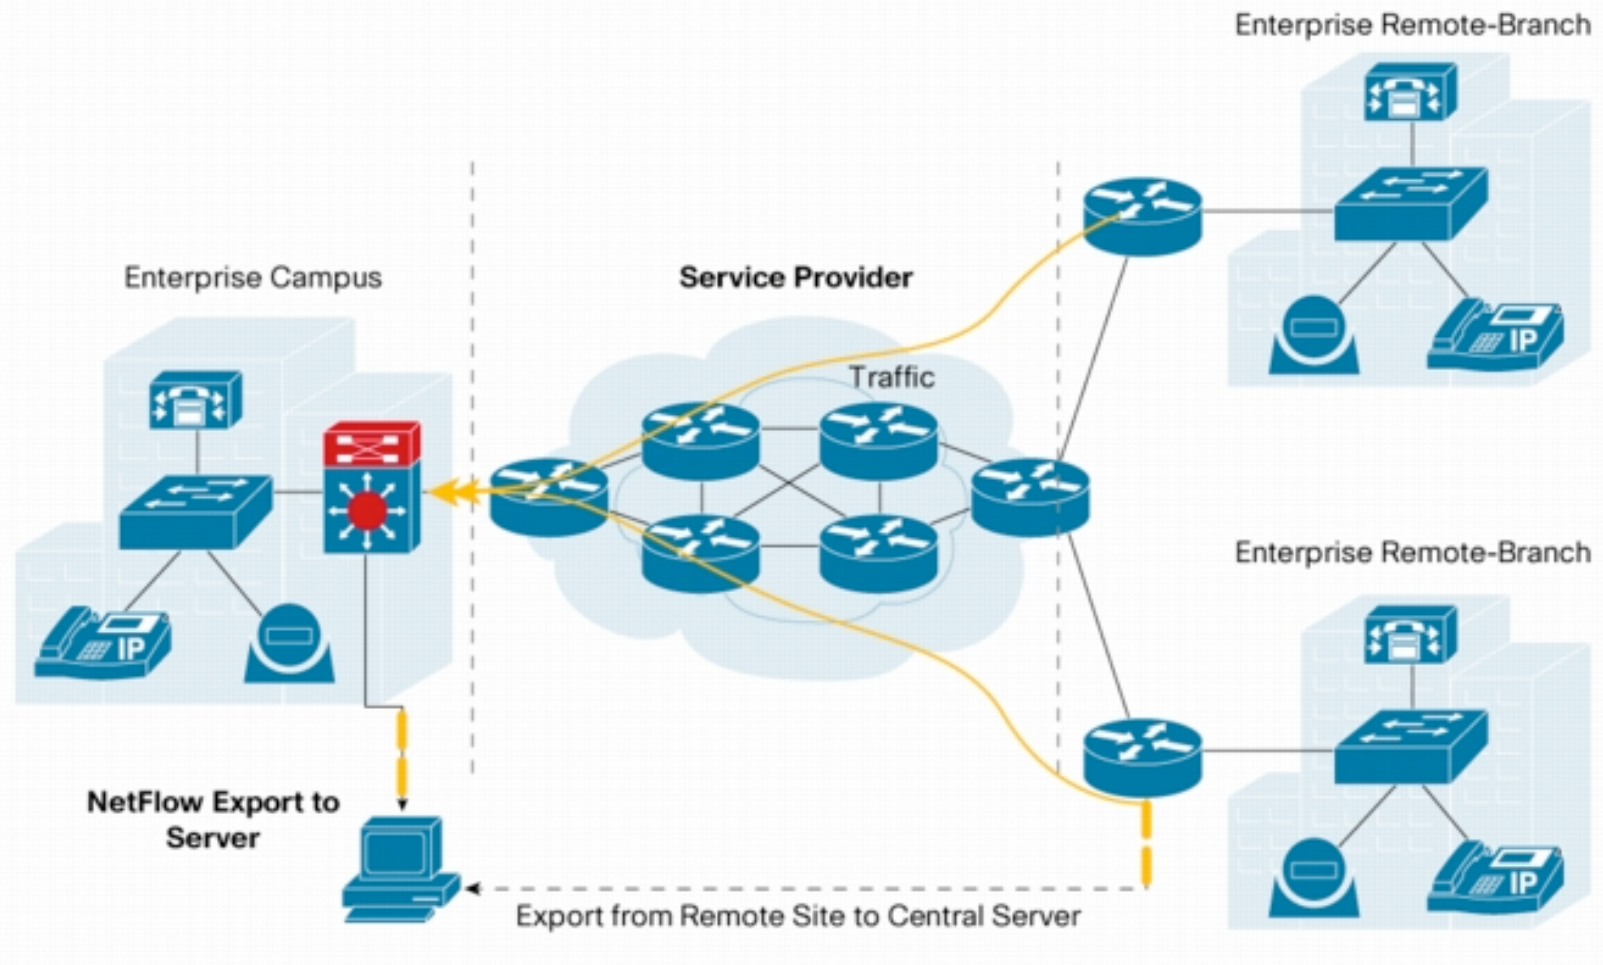 Enterprise Remote-Branch
IP
Enterprise Campus
Service Provider
Traffic
IP
Enterprise Remote-Branch
NetFlow Export to
Server
IP
Export from Remote Site to Central Server